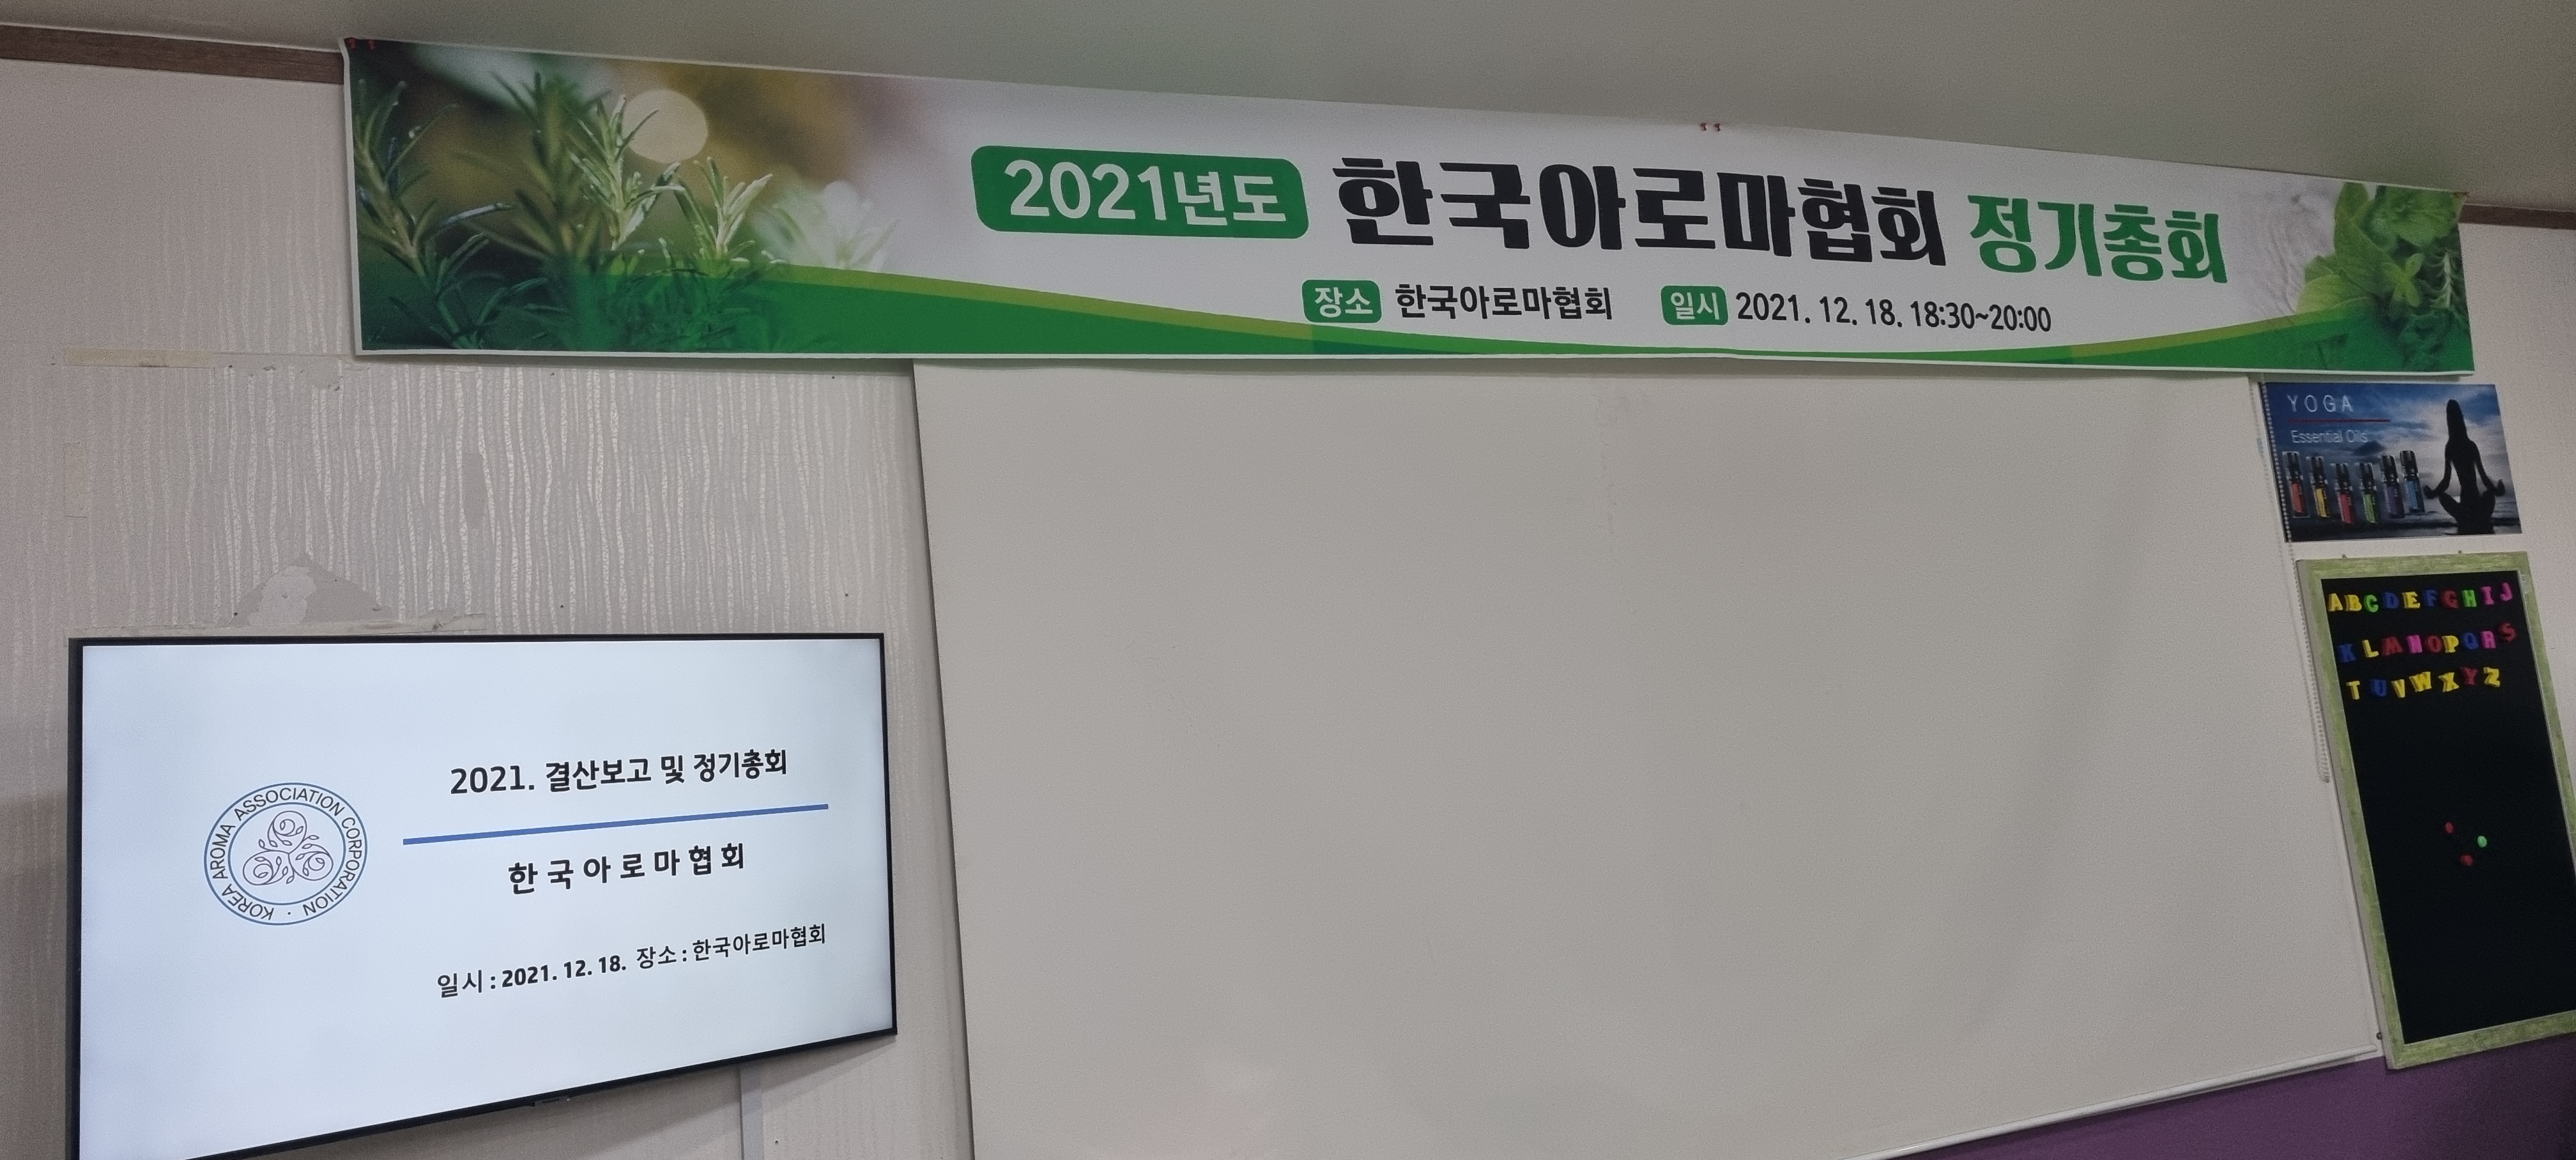 2021년도 한국아로마협회 정기총회
장소 한국아로마협회 일시 2021. 12. 18. 18:30~20:00
YOGA
Essential Oils
ABCDEFGHIJ
KLMNOPQRS
TUVWXYZ
2021. 결산보고 및 정기총회
한국아로마협회
일시 : 2021. 12. 18. 장소 : 한국아로마협회
KOREA AROMA ASSOCIATION CORPORATION ·